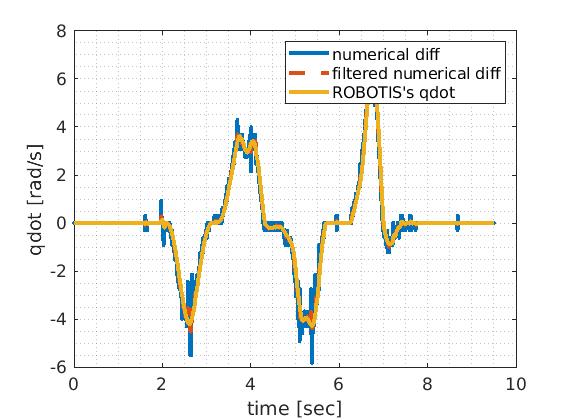 numerical diff
filtered numerical diff
ROBOTIS's qdot
8
6
4
2
0
-2
-4
-6
qdot [rad/s]
0 2 4 6 8 10
time [sec]